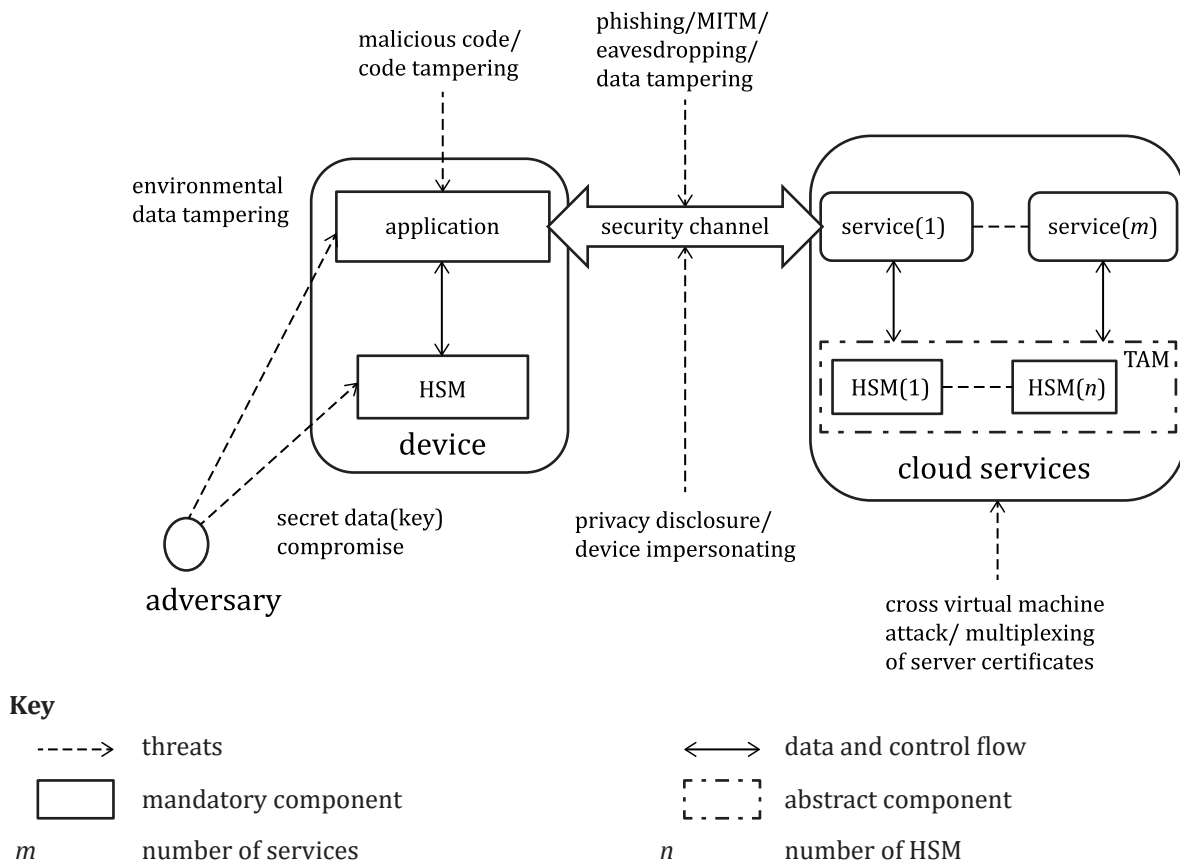 malicious code/
code tampering
phishing/MITM/
eavesdropping/
data tampering
environmental
data tampering
application
security channel
service(1)
service(m)
TAM
HSM
HSM(1)
HSM(n)
device
cloud services
secret data(key)
compromise
privacy disclosure/
device impersonating
adversary
cross virtual machine
attack/ multiplexing
of server certificates
Key
threats
data and control flow
mandatory component
abstract component
m number of services
n number of HSM